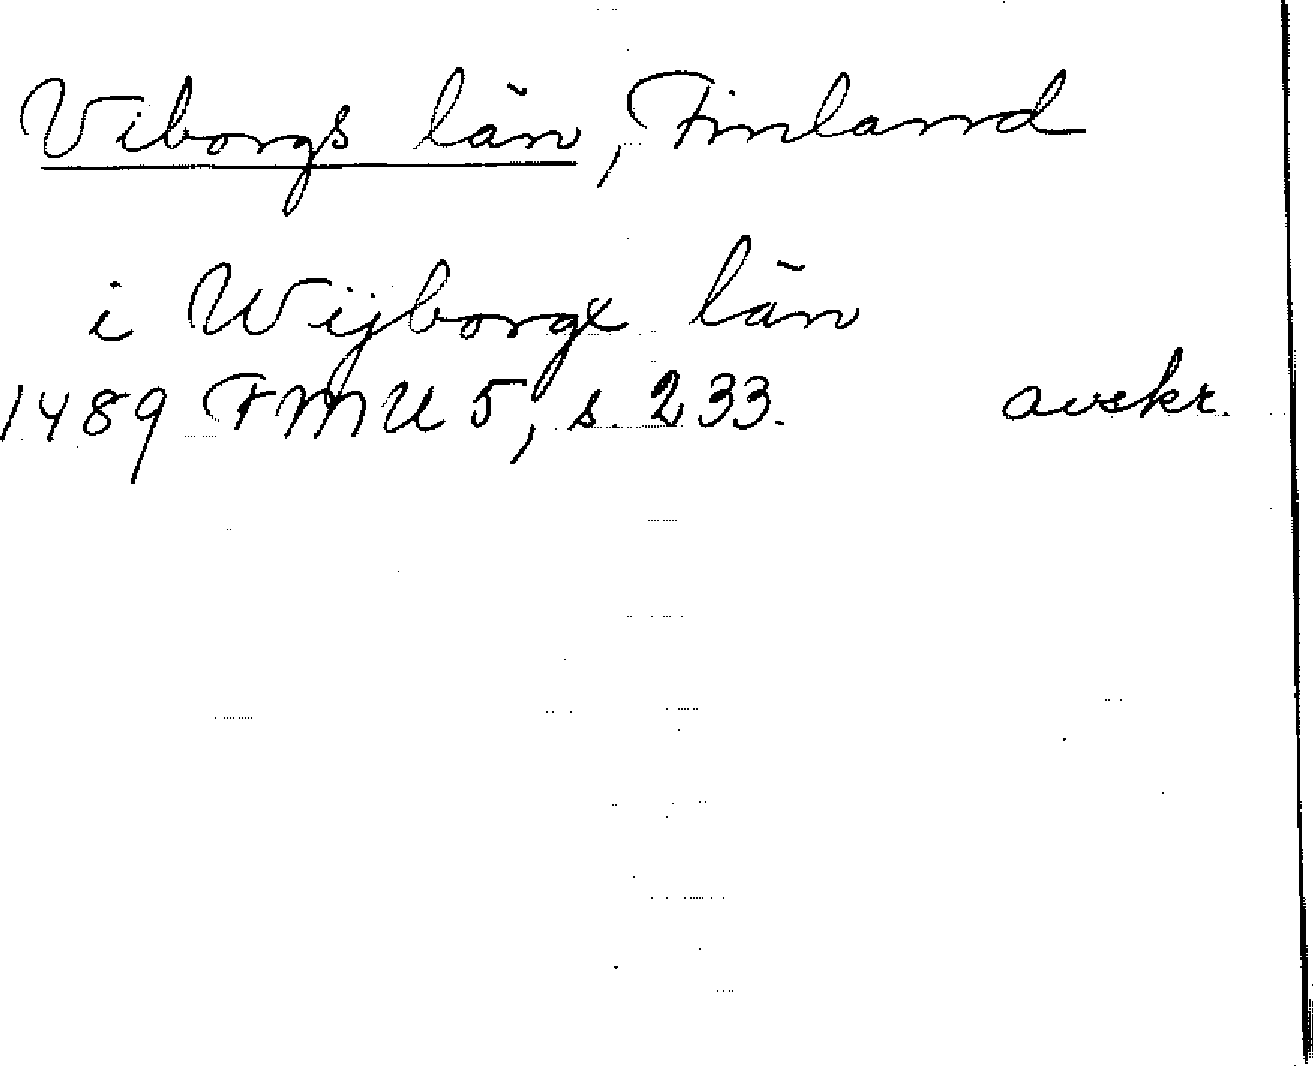 Viborgs län, Finland
i Wijborgx län
1489 FMU 5, s. 233. avskr.